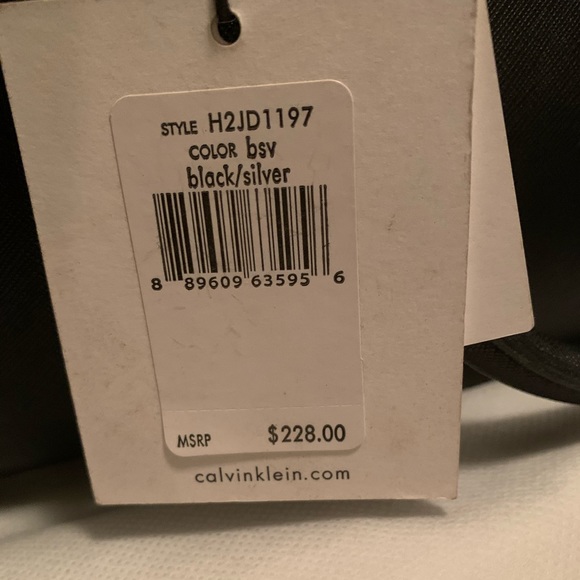 STYLE H2JD1197
COLOR bsv
black/silver
8 89609 63595 6
MSRP $228.00
calvinklein.com